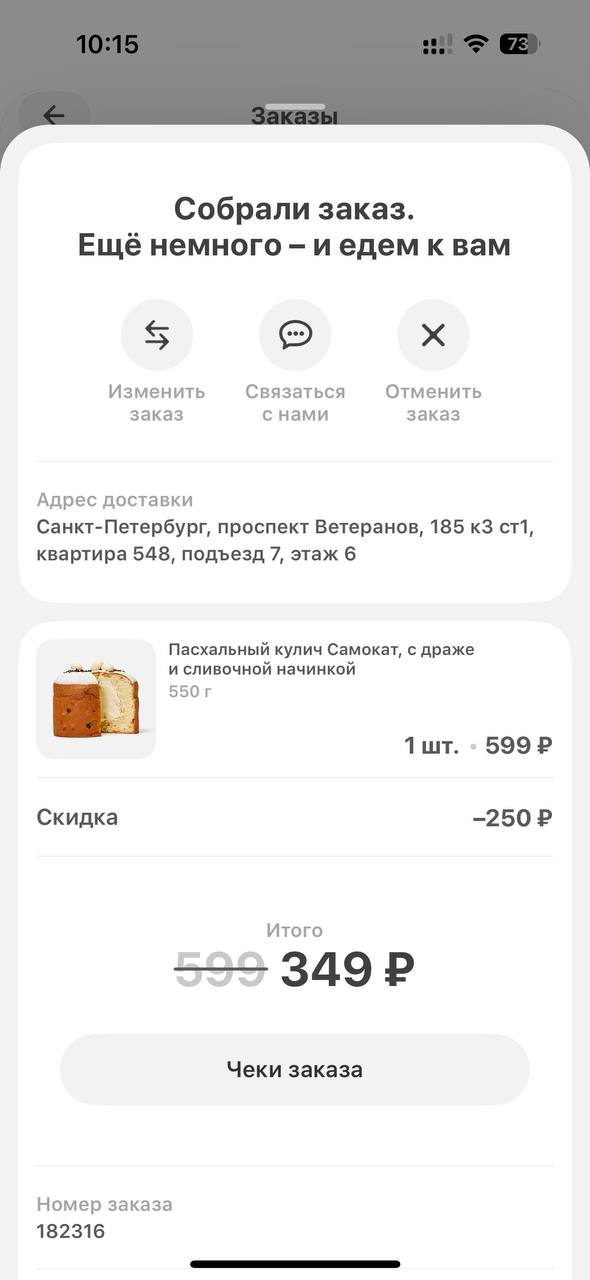 10:15
73
Заказы
Собрали заказ.
Ещё немного – и едем к вам
Изменить
заказ
Связаться
с нами
Отменить
заказ
Адрес доставки
Санкт-Петербург, проспект Ветеранов, 185 к3 ст1,
квартира 548, подъезд 7, этаж 6
Пасхальный кулич Самокат, с драже
и сливочной начинкой
550 г
1 шт. • 599 ₽
Скидка
–250 ₽
Итого
599 349 ₽
Чеки заказа
Номер заказа
182316